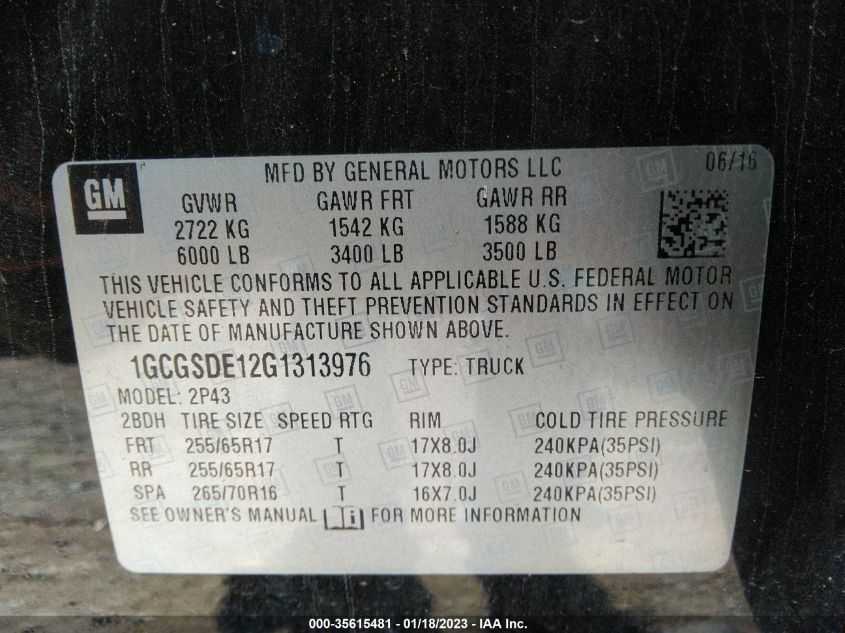 GM
MFD BY GENERAL MOTORS LLC 06/16
GVWR GAWR FRT GAWR RR
2722 KG 1542 KG 1588 KG
6000 LB 3400 LB 3500 LB
THIS VEHICLE CONFORMS TO ALL APPLICABLE U.S. FEDERAL MOTOR
VEHICLE SAFETY AND THEFT PREVENTION STANDARDS IN EFFECT ON
THE DATE OF MANUFACTURE SHOWN ABOVE.
1GCGSDE12G1313976 TYPE: TRUCK
MODEL: 2P43
2BDH TIRE SIZE SPEED RTG RIM COLD TIRE PRESSURE
FRT 255/65R17 T 17X8.0J 240KPA(35PSI)
RR 255/65R17 T 17X8.0J 240KPA(35PSI)
SPA 265/70R16 T 16X7.0J 240KPA(35PSI)
SEE OWNER'S MANUAL i FOR MORE INFORMATION
000-35615481 - 01/18/2023 - IAA Inc.